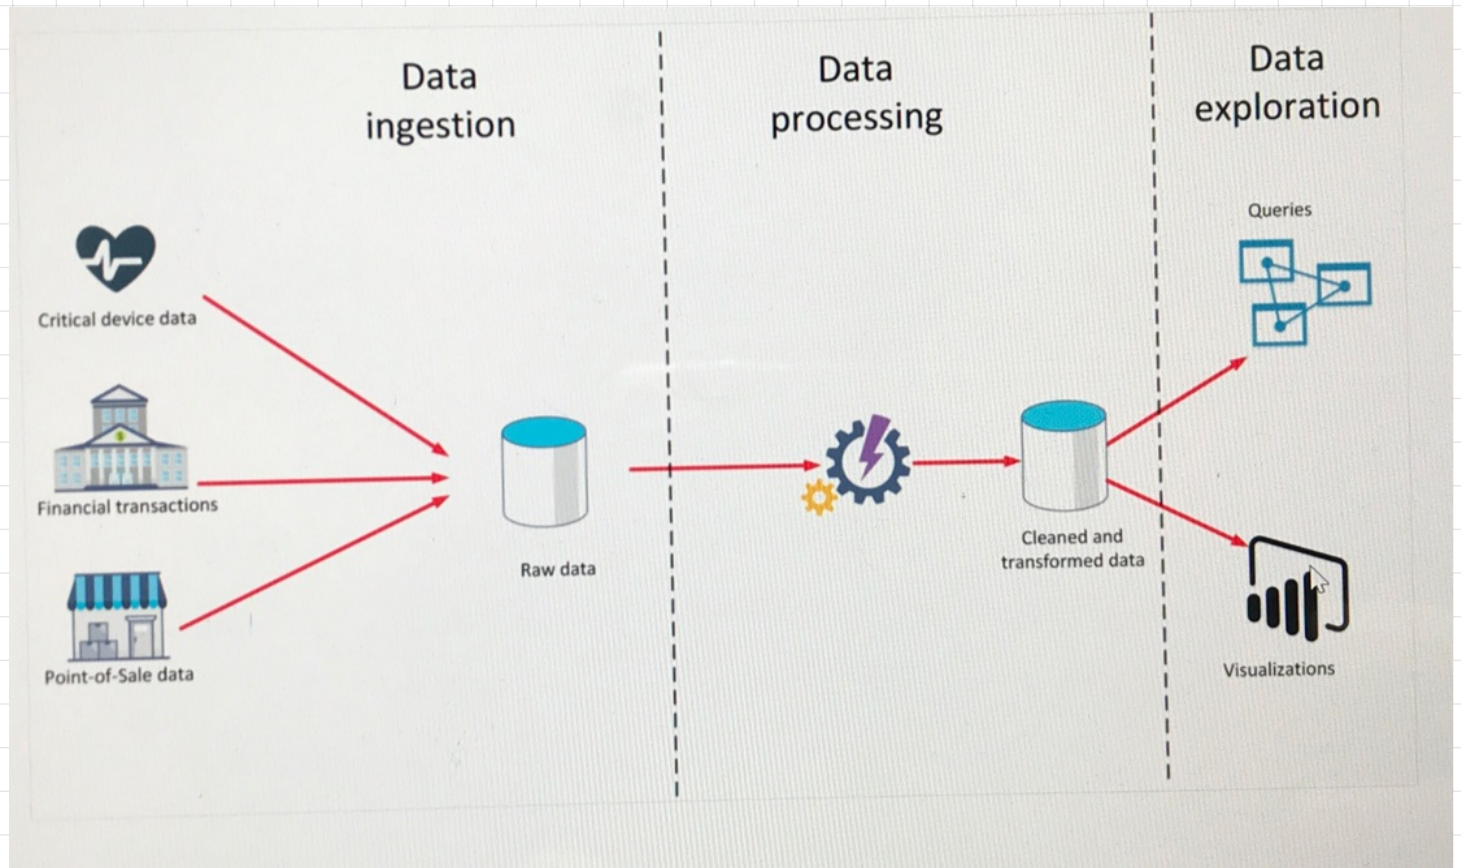 Data
ingestion
Data
processing
Data
exploration
Critical device data
Financial transactions
Point-of-Sale data
Raw data
Cleaned and
transformed data
Queries
Visualizations